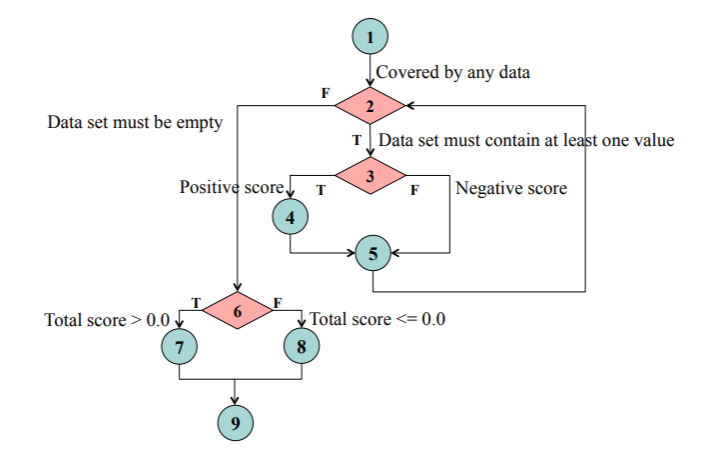 1
Covered by any data
F
2
Data set must be empty
T
Data set must contain at least one value
3
Positive score
T
F
Negative score
4
5
T
6
F
Total score > 0.0
Total score <= 0.0
7
8
9